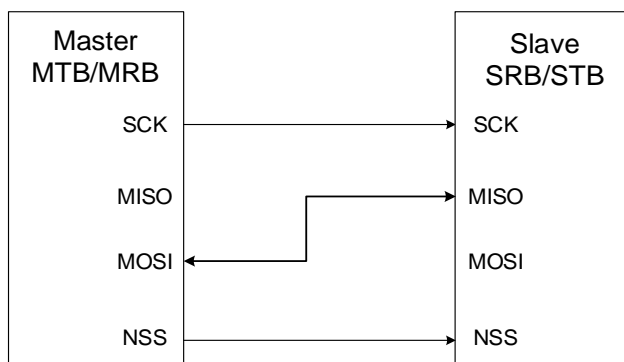 Master
MTB/MRB
Slave
SRB/STB
SCK
SCK
MISO
MISO
MOSI
MOSI
NSS
NSS